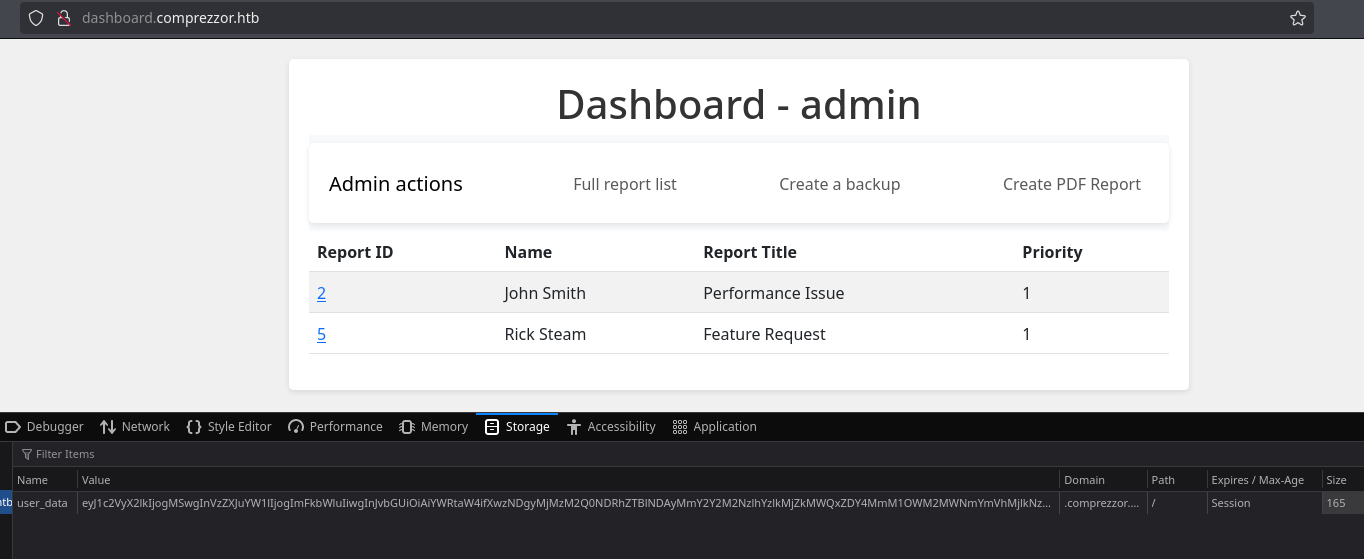 dashboard.comprezzor.htb
Dashboard - admin
Admin actions Full report list Create a backup Create PDF Report
Report ID Name Report Title Priority
2 John Smith Performance Issue 1
5 Rick Steam Feature Request 1
Debugger Network Style Editor Performance Memory Storage Accessibility Application
Filter Items
Name Value Domain Path Expires / Max-Age Size
user_data .comprezzor.... / Session 165